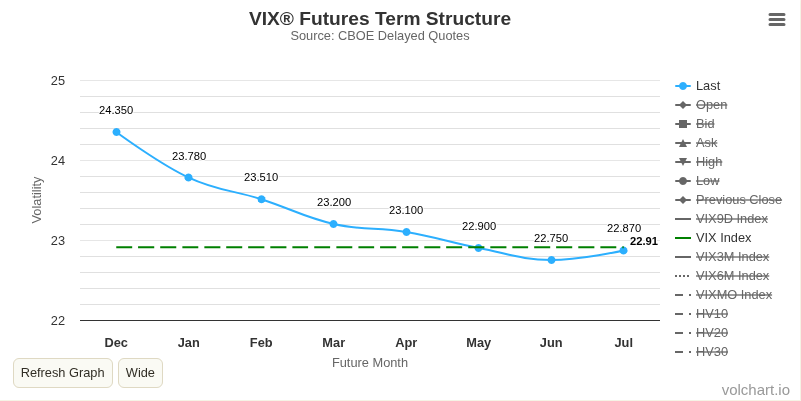 VIX® Futures Term Structure
Source: CBOE Delayed Quotes
25
24
23
22
Volatility
24.350
23.780
23.510
23.200
23.100
22.900
22.750
22.870
22.91
Dec
Jan
Feb
Mar
Apr
May
Jun
Jul
Future Month
Last
Open
Bid
Ask
High
Low
Previous Close
VIX9D Index
VIX Index
VIX3M Index
VIX6M Index
VIXMO Index
HV10
HV20
HV30
Refresh Graph
Wide
volchart.io